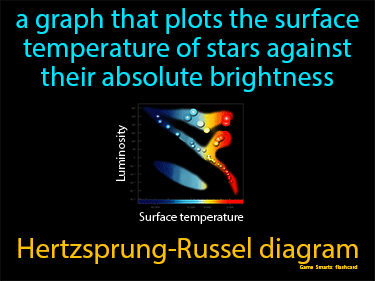 a graph that plots the surface
temperature of stars against
their absolute brightness
Luminosity
Surface temperature
Hertzsprung-Russel diagram
Game Smartz flashcard